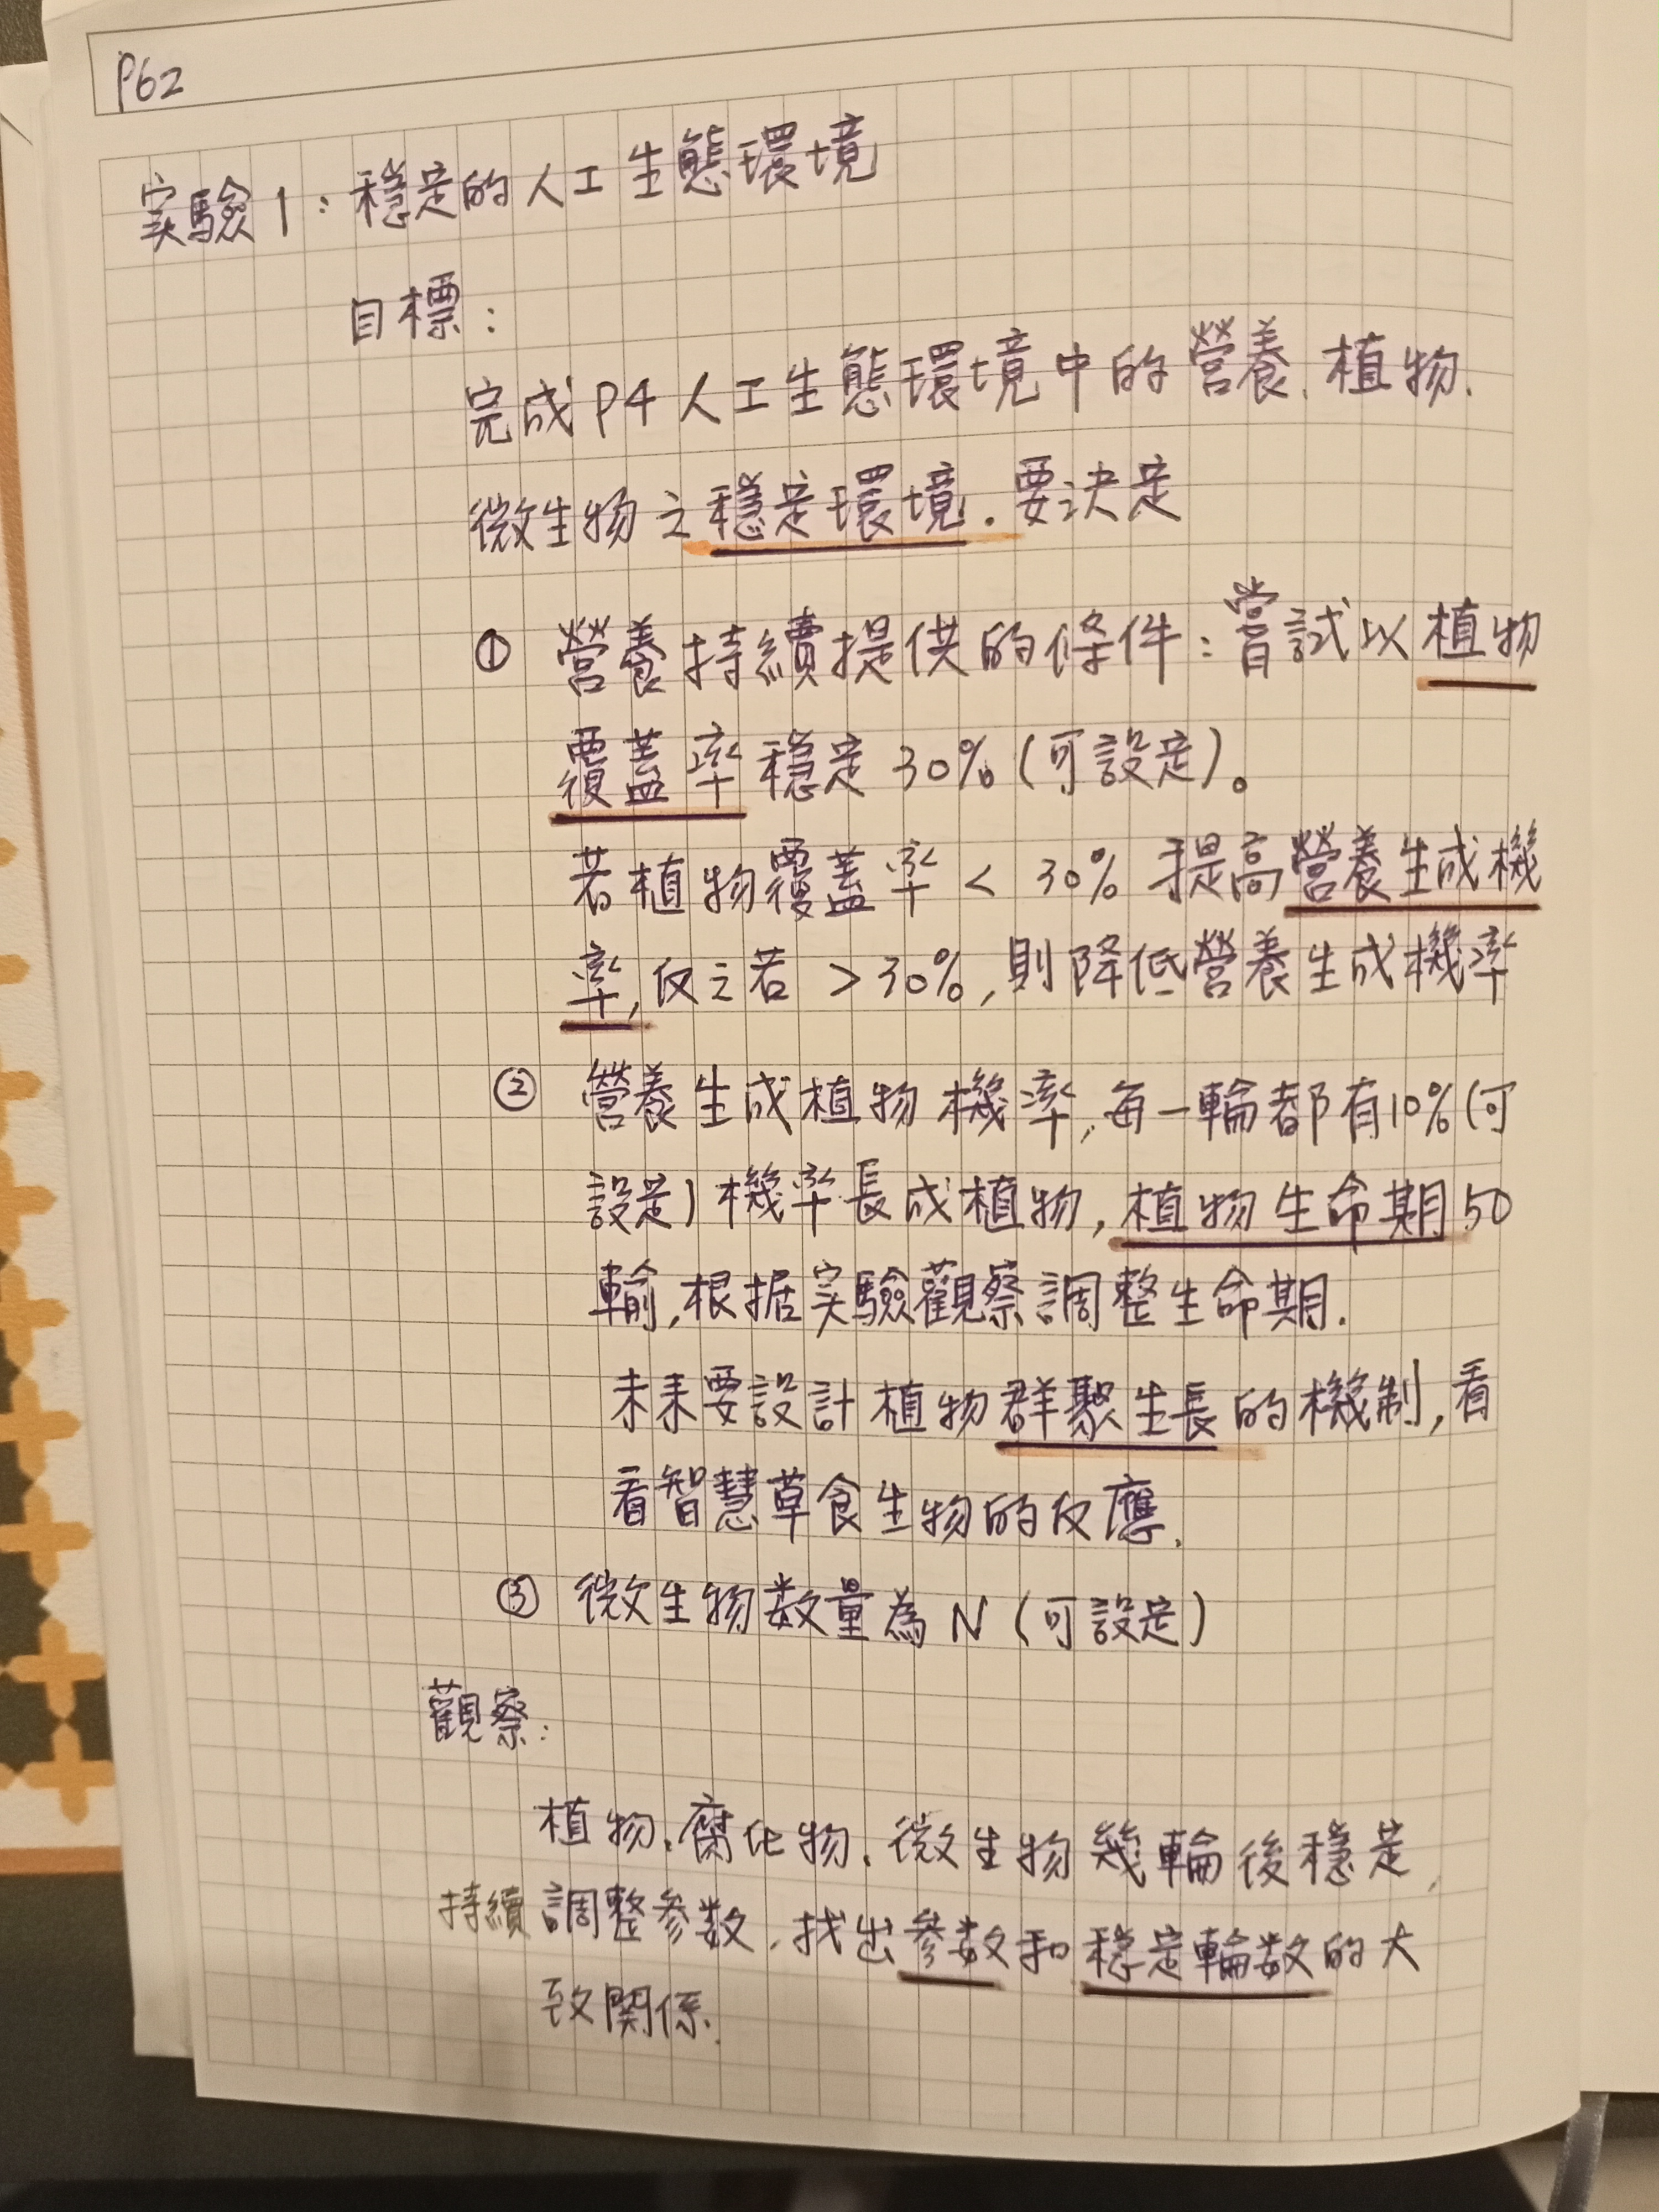 P62
实驗1：穩定的人工生態環境
目標：
完成P4人工生態環境中的營養、植物、
微生物之穩定環境．要決定
① 營養持續提供的條件：嘗試以植物
覆蓋率穩定30%(可設定)。
若植物覆蓋率 < 30% 提高營養生成機
率，反之若 > 30%，則降低營養生成機率
② 營養生成植物機率，每一輪都有10%(可
設定)機率長成植物，植物生命期50
輪，根据实驗觀察調整生命期．
未来要設計植物群聚生長的機制，看
看智慧草食生物的反應．
③ 微生物数量為N(可設定)
觀察：
植物、腐化物、微生物幾輪後穩定，
持續調整参数，找出参数和穩定輪数的大
致関係．